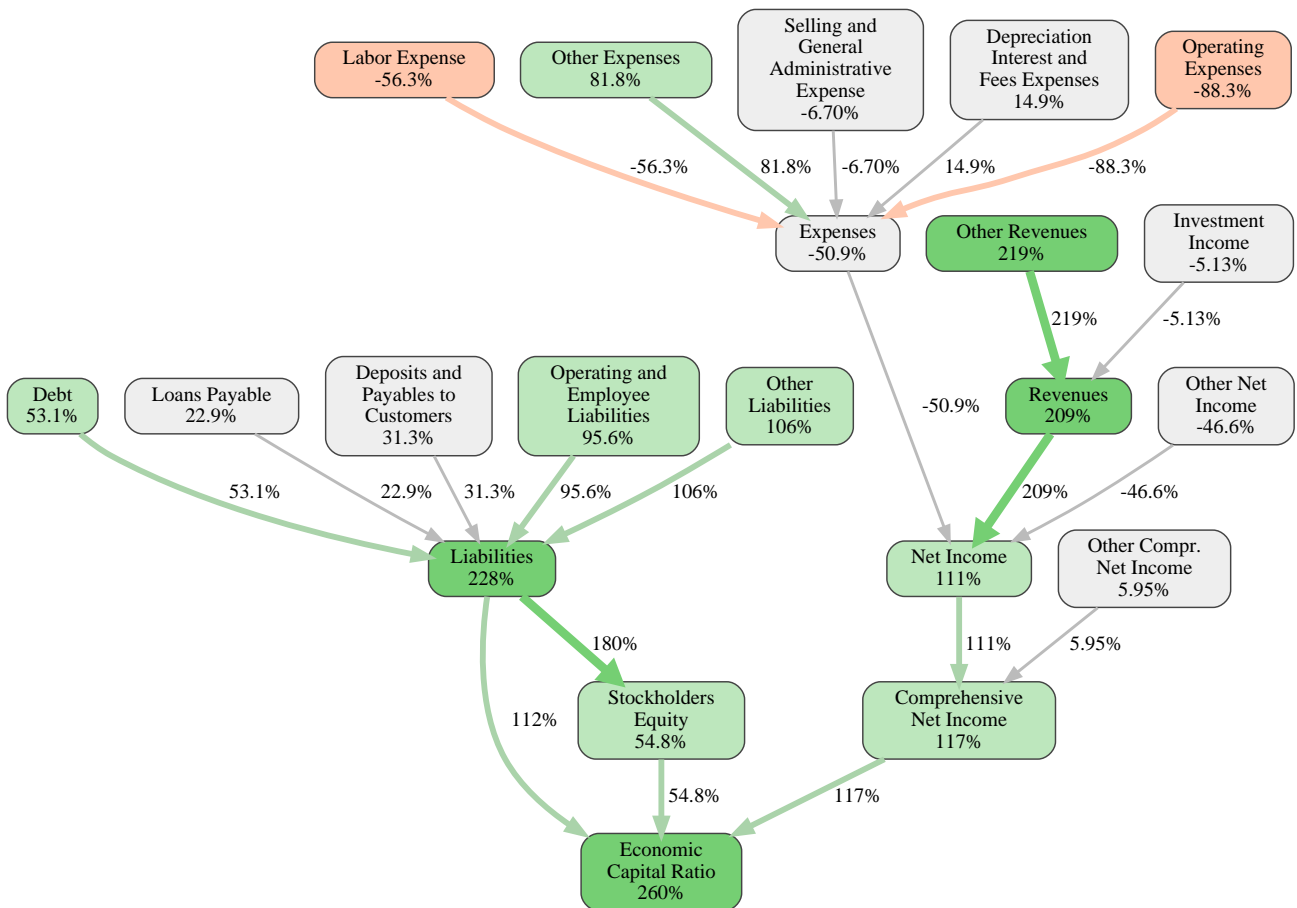 Labor Expense
-56.3%
Other Expenses
81.8%
Selling and
General
Administrative
Expense
-6.70%
Depreciation
Interest and
Fees Expenses
14.9%
Operating
Expenses
-88.3%
-56.3%
81.8%
-6.70%
14.9%
-88.3%
Expenses
-50.9%
Other Revenues
219%
Investment
Income
-5.13%
219%
-5.13%
Debt
53.1%
Loans Payable
22.9%
Deposits and
Payables to
Customers
31.3%
Operating and
Employee
Liabilities
95.6%
Other
Liabilities
106%
-50.9%
Revenues
209%
Other Net
Income
-46.6%
53.1%
22.9%
31.3%
95.6%
106%
209%
-46.6%
Liabilities
228%
Net Income
111%
Other Compr.
Net Income
5.95%
180%
111%
5.95%
112%
Stockholders
Equity
54.8%
Comprehensive
Net Income
117%
54.8%
117%
Economic
Capital Ratio
260%